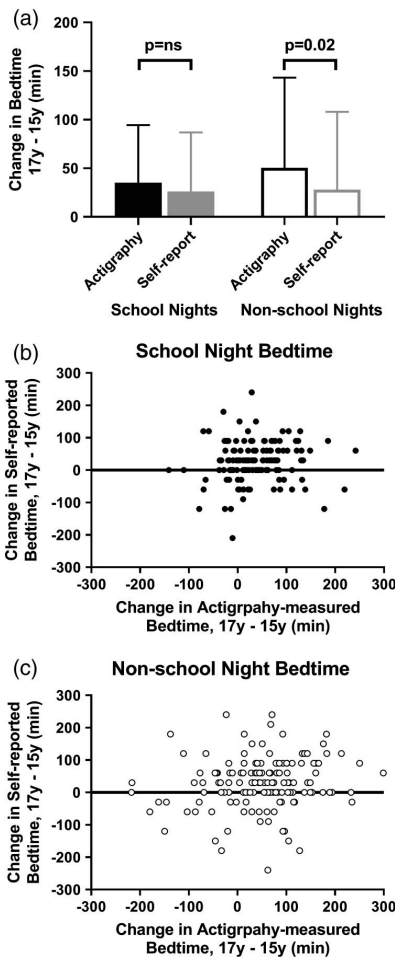 (a)
p=ns
p=0.02
Change in Bedtime
17y - 15y (min)
200
150
100
50
0
Actigraphy
Self-report
Actigraphy
Self-report
School Nights
Non-school Nights
(b)
School Night Bedtime
Change in Self-reported
Bedtime, 17y - 15y (min)
300
200
100
0
-100
-200
-300
-300
-200
-100
0
100
200
300
Change in Actigrpahy-measured
Bedtime, 17y - 15y (min)
(c)
Non-school Night Bedtime
Change in Self-reported
Bedtime, 17y - 15y (min)
300
200
100
0
-100
-200
-300
-300
-200
-100
0
100
200
300
Change in Actigrpahy-measured
Bedtime, 17y - 15y (min)